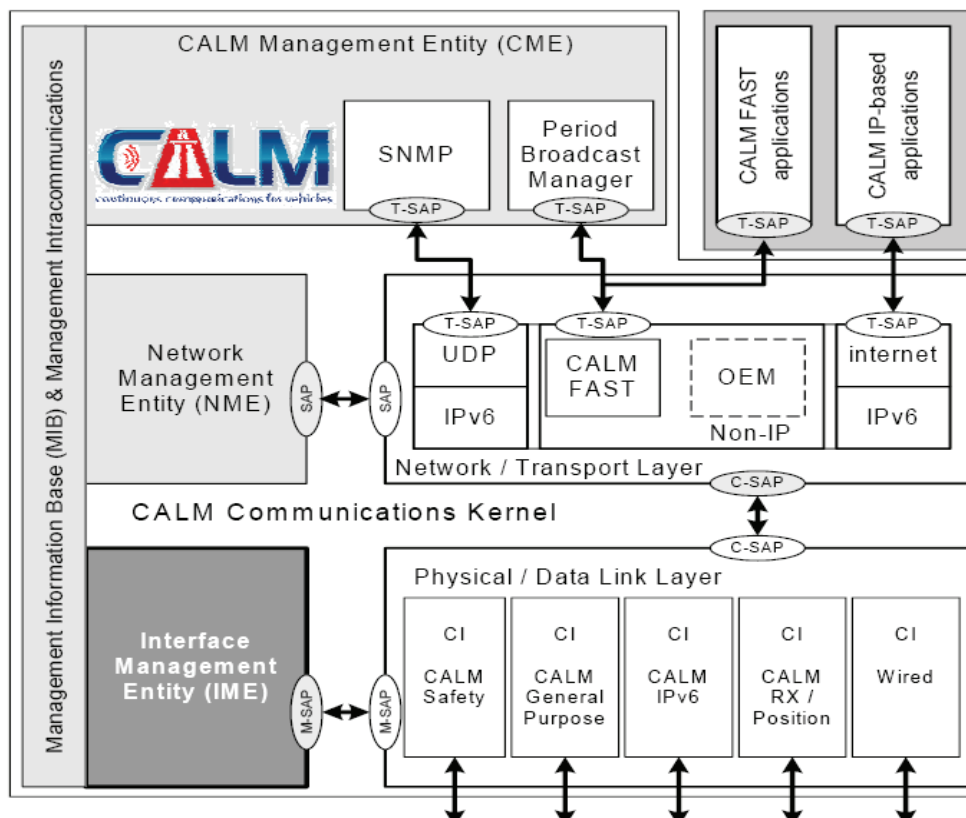 CALM Management Entity (CME)
CALM
continuous communications for vehicles
SNMP
T-SAP
Period
Broadcast
Manager
T-SAP
CALM FAST
applications
T-SAP
CALM IP-based
applications
T-SAP
Management Information Base (MIB) & Management Intracommunications
Network
Management
Entity (NME)
SAP
SAP
T-SAP
UDP
IPv6
T-SAP
CALM
FAST
OEM
Non-IP
T-SAP
internet
IPv6
Network / Transport Layer
C-SAP
CALM Communications Kernel
C-SAP
Physical / Data Link Layer
Interface
Management
Entity (IME)
M-SAP
M-SAP
CI
CALM
Safety
CI
CALM
General
Purpose
CI
CALM
IPv6
CI
CALM
RX /
Position
CI
Wired